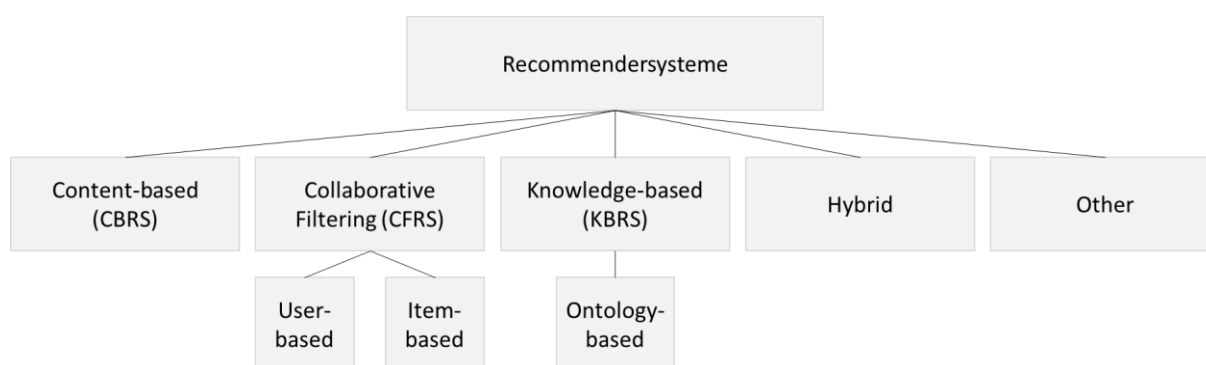 Recommendersysteme
Content-based
(CBRS)
Collaborative
Filtering (CFRS)
Knowledge-based
(KBRS)
Hybrid
Other
User-
based
Item-
based
Ontology-
based